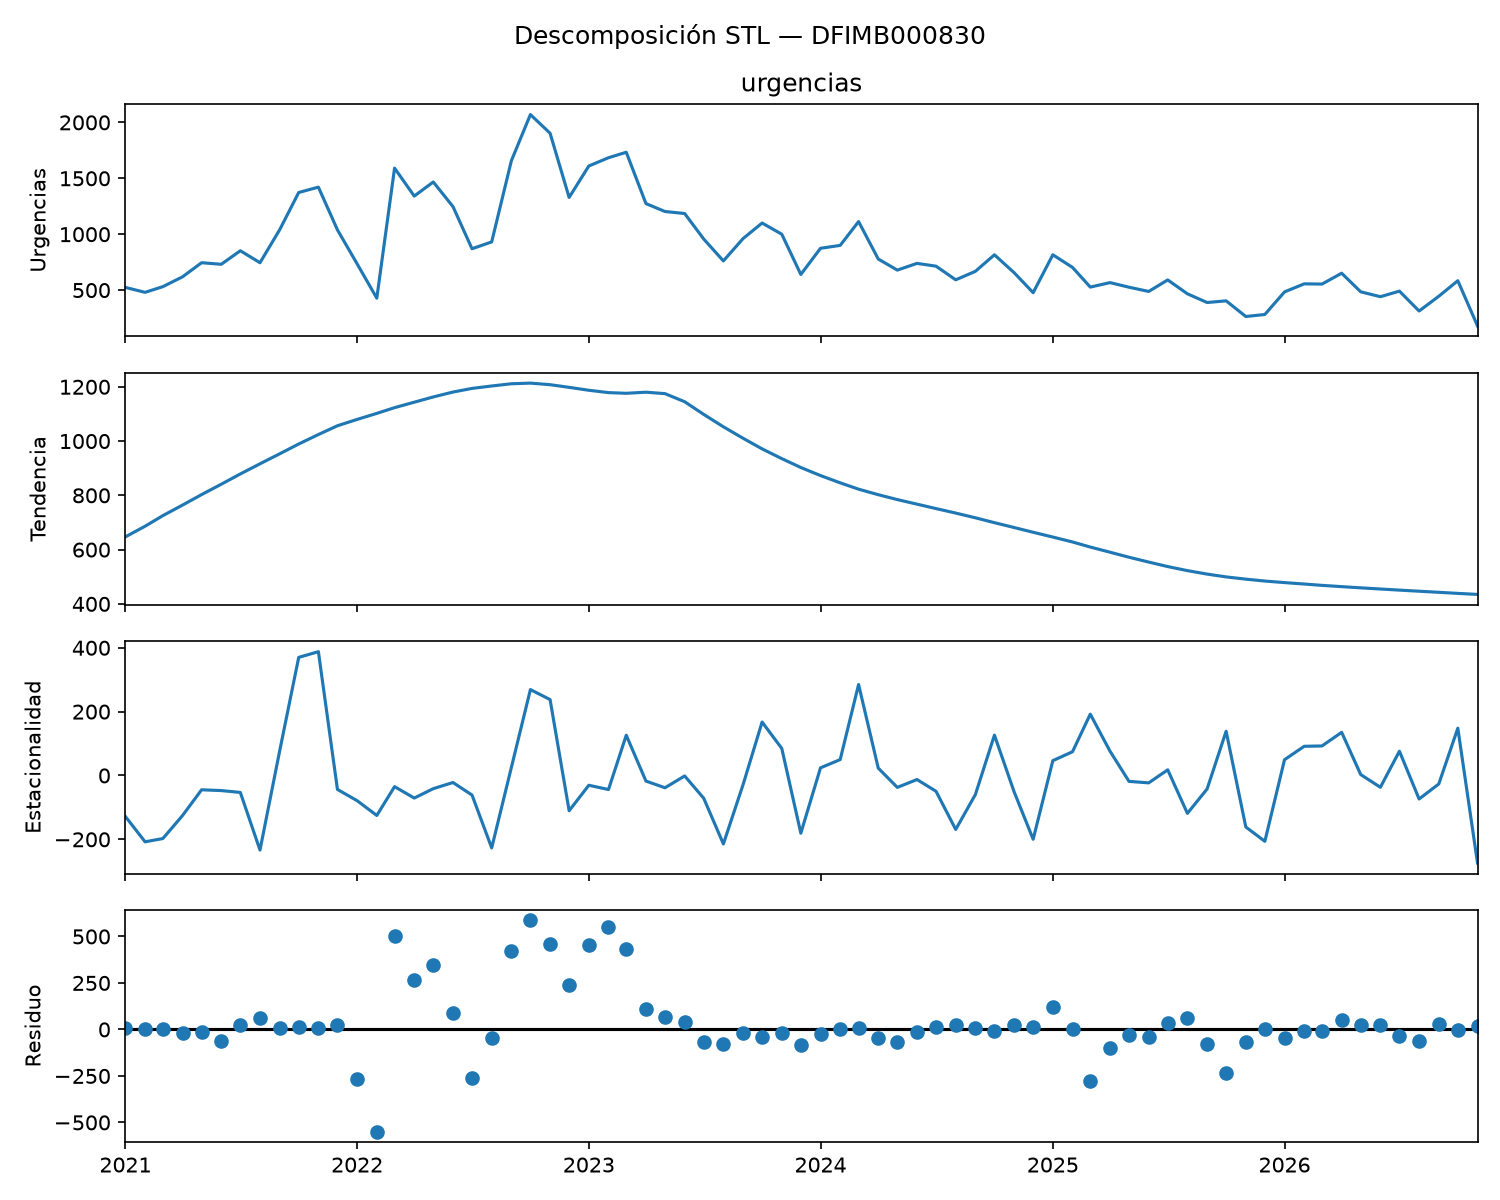 Descomposición STL — DFIMB000830
urgencias
Urgencias
2000
1500
1000
500
Tendencia
1200
1000
800
600
400
Estacionalidad
400
200
0
−200
Residuo
500
250
0
−250
−500
2021 2022 2023 2024 2025 2026